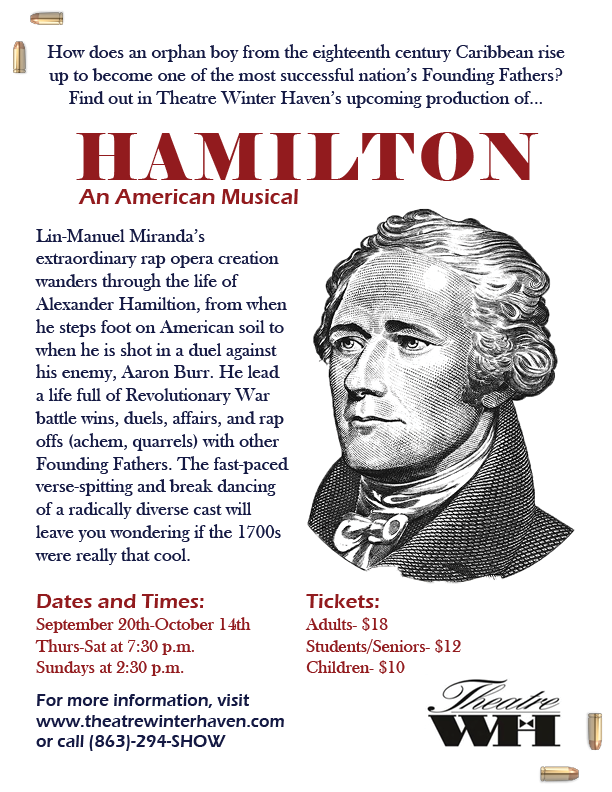 How does an orphan boy from the eighteenth century Caribbean rise
up to become one of the most successful nation's Founding Fathers?
Find out in Theatre Winter Haven's upcoming production of...
HAMILTON
An American Musical
Lin-Manuel Miranda's
extraordinary rap opera creation
wanders through the life of
Alexander Hamiltion, from when
he steps foot on American soil to
when he is shot in a duel against
his enemy, Aaron Burr. He lead
a life full of Revolutionary War
battle wins, duels, affairs, and rap
offs (achem, quarrels) with other
Founding Fathers. The fast-paced
verse-spitting and break dancing
of a radically diverse cast will
leave you wondering if the 1700s
were really that cool.
Dates and Times:
September 20th-October 14th
Thurs-Sat at 7:30 p.m.
Sundays at 2:30 p.m.
Tickets:
Adults- $18
Students/Seniors- $12
Children- $10
For more information, visit
www.theatrewinterhaven.com
or call (863)-294-SHOW
Theatre
WH